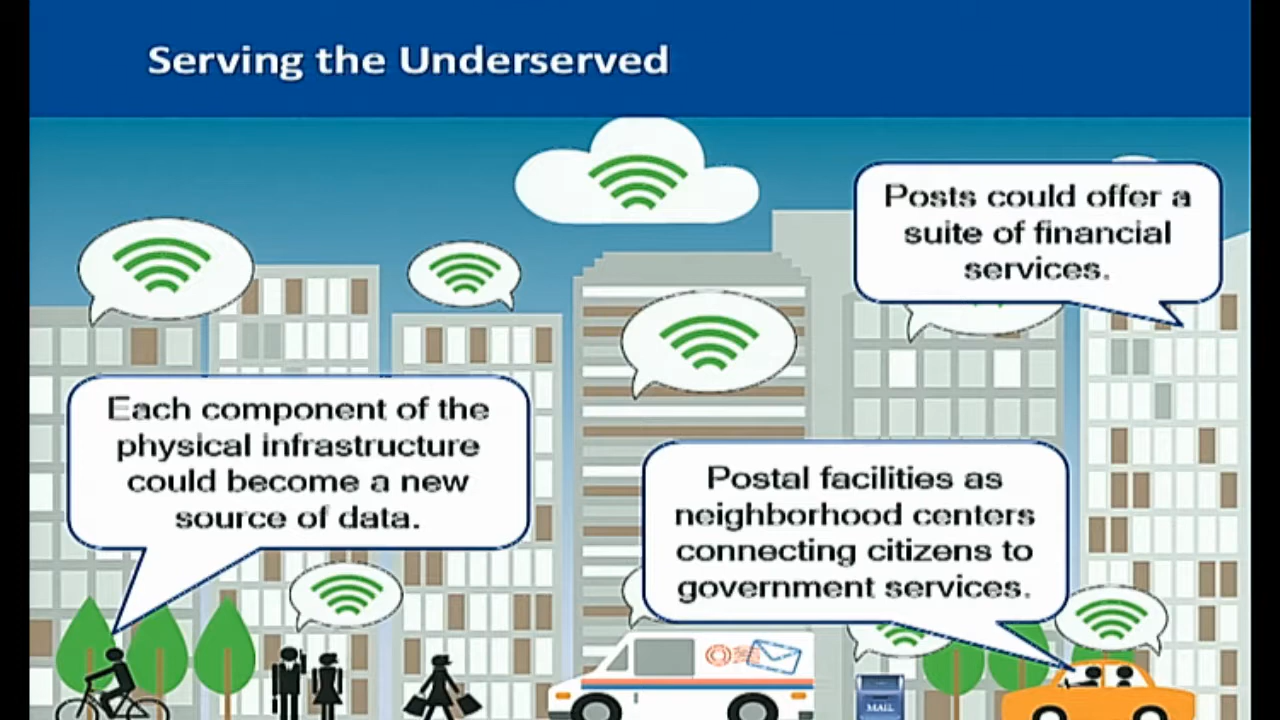 Serving the Underserved
Posts could offer a
suite of financial
services.
Each component of the
physical infrastructure
could become a new
source of data.
Postal facilities as
neighborhood centers
connecting citizens to
government services.
MAIL